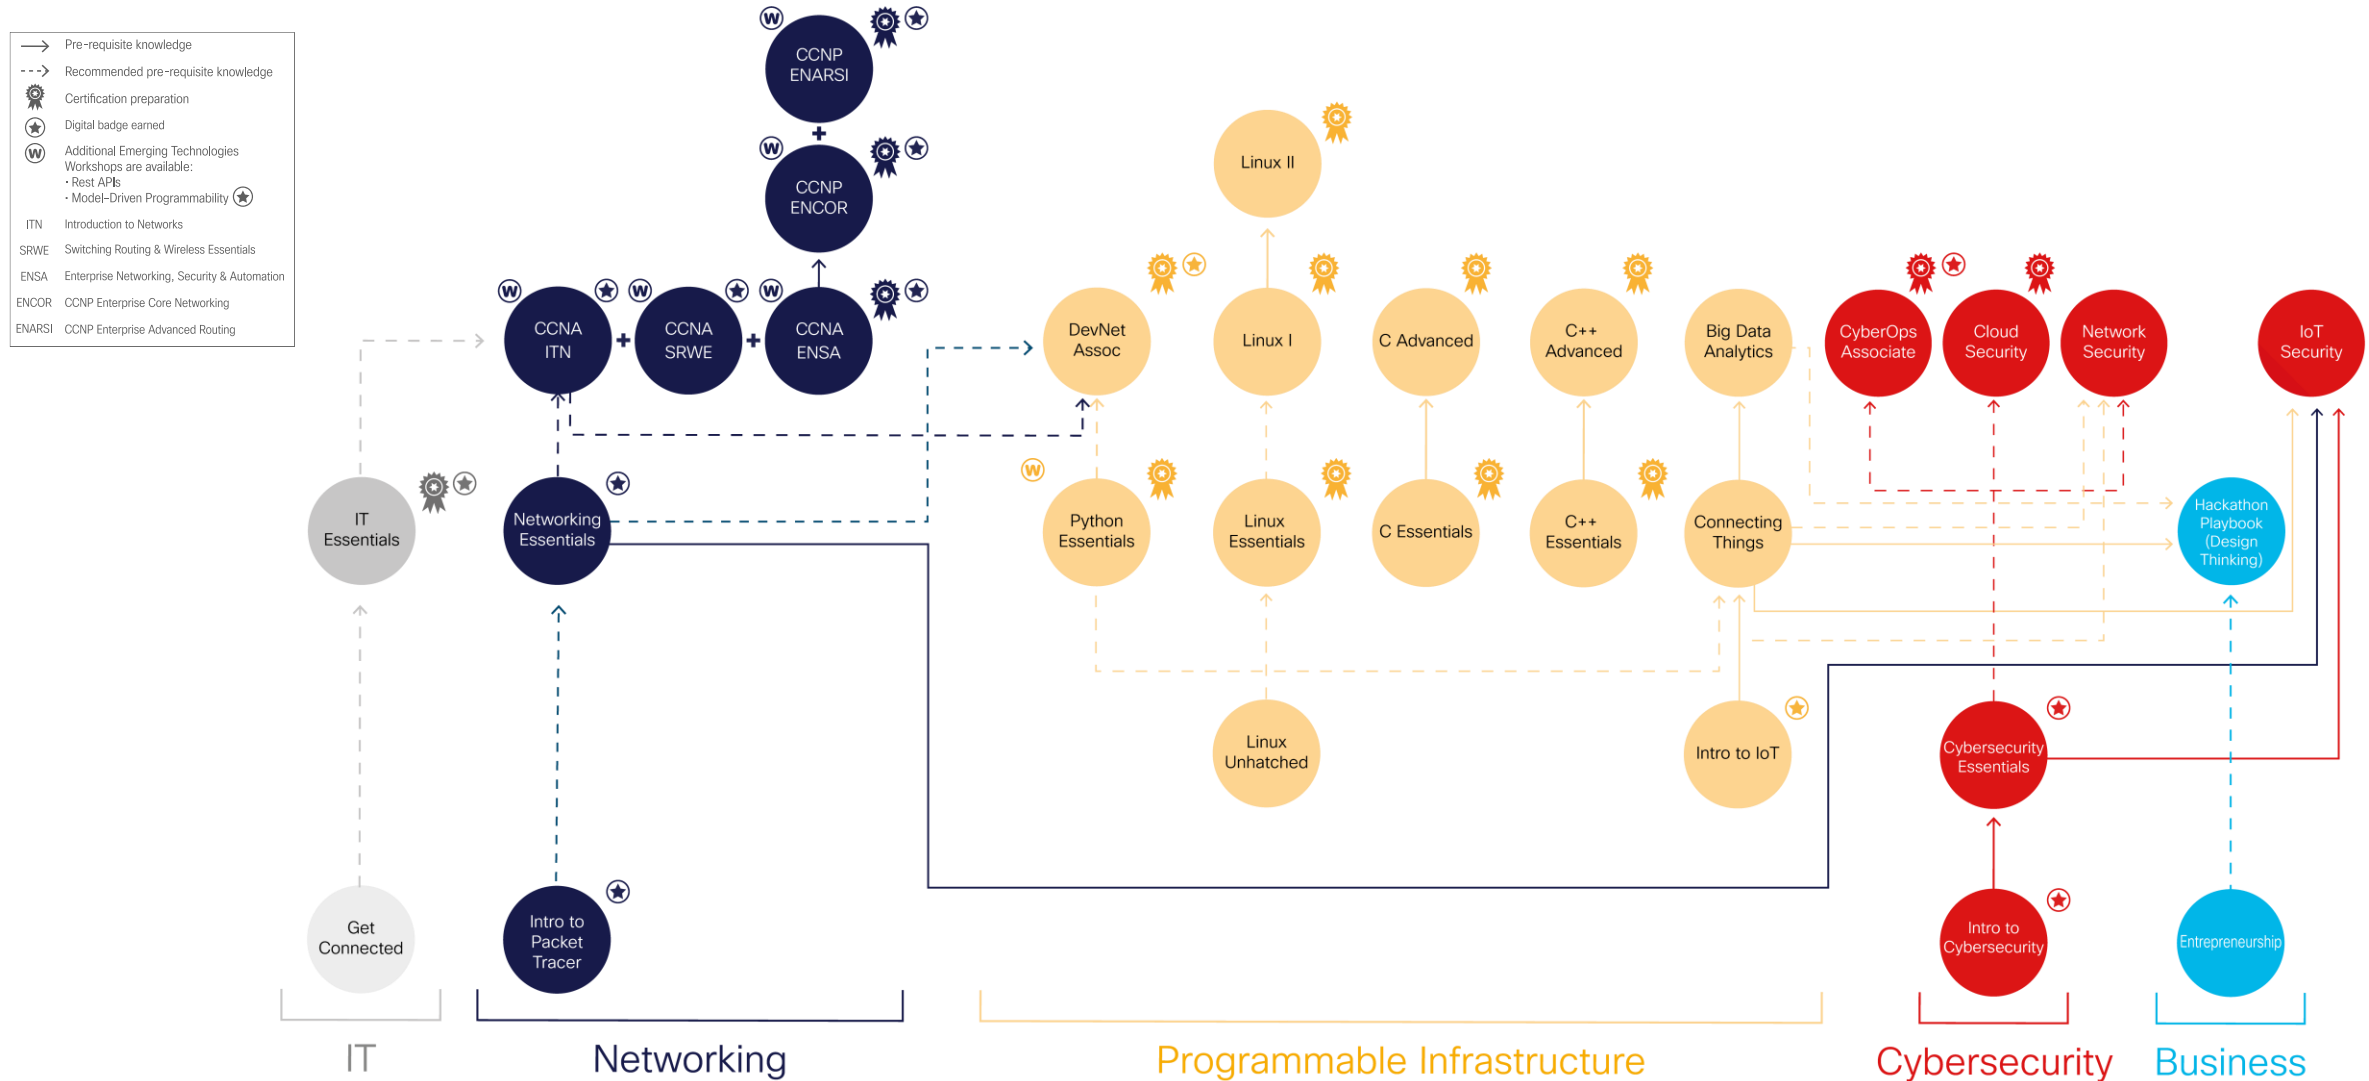 Pre-requisite knowledge
Recommended pre-requisite knowledge
Certification preparation
Digital badge earned
W
Additional Emerging Technologies
Workshops are available:
· Rest APIs
· Model-Driven Programmability
ITN Introduction to Networks
SRWE Switching Routing & Wireless Essentials
ENSA Enterprise Networking, Security & Automation
ENCOR CCNP Enterprise Core Networking
ENARSI CCNP Enterprise Advanced Routing
W
CCNP
ENARSI
+
W
CCNP
ENCOR
W
CCNA
ITN
+
W
CCNA
SRWE
+
W
CCNA
ENSA
IT
Essentials
Networking
Essentials
Get
Connected
Intro to
Packet
Tracer
Linux II
DevNet
Assoc
Linux I
C Advanced
C++
Advanced
Big Data
Analytics
W
Python
Essentials
Linux
Essentials
C Essentials
C++
Essentials
Connecting
Things
Linux
Unhatched
Intro to IoT
CyberOps
Associate
Cloud
Security
Network
Security
IoT
Security
Hackathon
Playbook
(Design
Thinking)
Cybersecurity
Essentials
Intro to
Cybersecurity
Entrepreneurship
IT
Networking
Programmable Infrastructure
Cybersecurity
Business